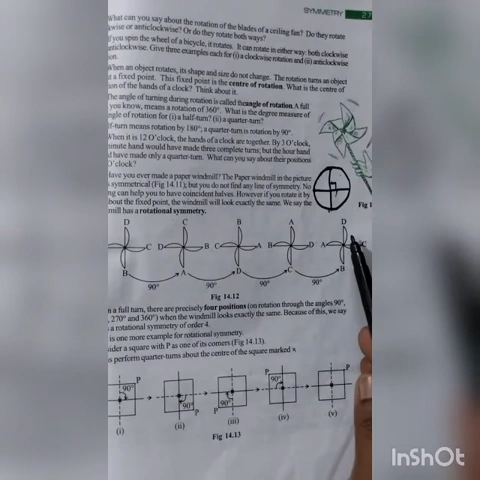 SYMMETRY 27
What can you say about the rotation of the blades of a ceiling fan? Do they rotate
kwise or anticlockwise? Or do they rotate both ways?
f you spin the wheel of a bicycle, it rotates. It can rotate in either way: both clockwise
anticlockwise. Give three examples each for (i) a clockwise rotation and (ii) anticlockwise
ion.
When an object rotates, its shape and size do not change. The rotation turns an object
t a fixed point. This fixed point is the centre of rotation. What is the centre of
on of the hands of a clock? Think about it.
The angle of turning during rotation is called the angle of rotation. A full
you know, means a rotation of 360°. What is the degree measure of
ngle of rotation for (i) a half-turn? (ii) a quarter-turn?
lf-turn means rotation by 180°; a quarter-turn is rotation by 90°.
When it is 12 O'clock, the hands of a clock are together. By 3 O'clock,
minute hand would have made three complete turns; but the hour hand
d have made only a quarter-turn. What can you say about their positions
O'clock?
Have you ever made a paper windmill? The Paper windmill in the picture
s symmetrical (Fig 14.11); but you do not find any line of symmetry. No
ng can help you to have coincident halves. However if you rotate it by
bout the fixed point, the windmill will look exactly the same. We say the
mill has a rotational symmetry.
Fig 1
D C B A D
C D B C A B D A C
B A D C B
90° 90° 90° 90°
Fig 14.12
n a full turn, there are precisely four positions (on rotation through the angles 90°,
, 270° and 360°) when the windmill looks exactly the same. Because of this, we say
a rotational symmetry of order 4.
is one more example for rotational symmetry.
sider a square with P as one of its corners (Fig 14.13).
s perform quarter-turns about the centre of the square marked x
P P P P P
90° 90° 90° 90°
(i) (ii) (iii) (iv) (v)
Fig 14.13
InShOt